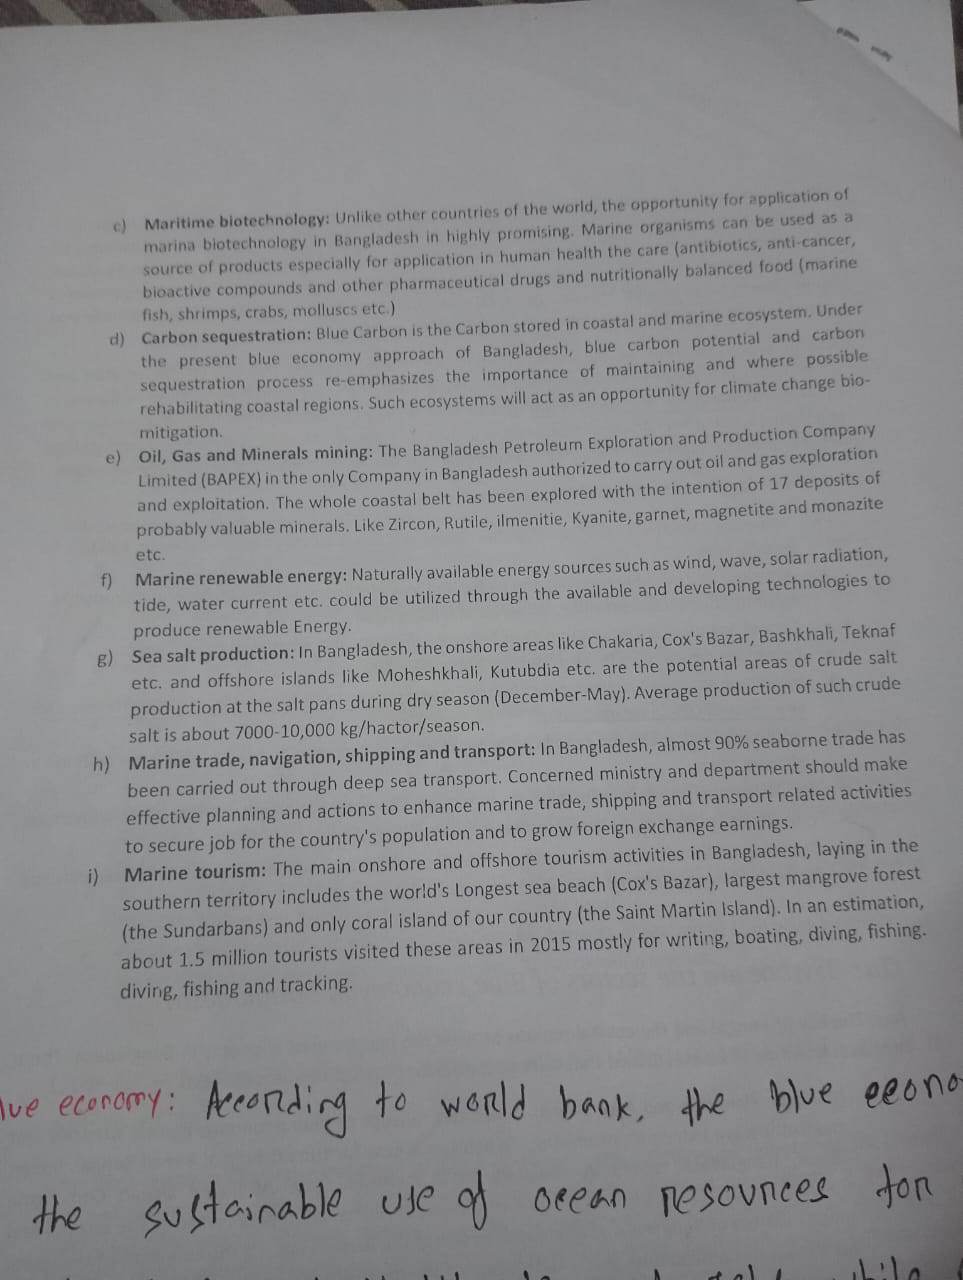 c) Maritime biotechnology: Unlike other countries of the world, the opportunity for application of
marina biotechnology in Bangladesh in highly promising. Marine organisms can be used as a
source of products especially for application in human health the care (antibiotics, anti-cancer,
bioactive compounds and other pharmaceutical drugs and nutritionally balanced food (marine
fish, shrimps, crabs, molluscs etc.)
d) Carbon sequestration: Blue Carbon is the Carbon stored in coastal and marine ecosystem. Under
the present blue economy approach of Bangladesh, blue carbon potential and carbon
sequestration process re-emphasizes the importance of maintaining and where possible
rehabilitating coastal regions. Such ecosystems will act as an opportunity for climate change bio-
mitigation.
e) Oil, Gas and Minerals mining: The Bangladesh Petroleum Exploration and Production Company
Limited (BAPEX) in the only Company in Bangladesh authorized to carry out oil and gas exploration
and exploitation. The whole coastal belt has been explored with the intention of 17 deposits of
probably valuable minerals. Like Zircon, Rutile, ilmenitie, Kyanite, garnet, magnetite and monazite
etc.
f) Marine renewable energy: Naturally available energy sources such as wind, wave, solar radiation,
tide, water current etc. could be utilized through the available and developing technologies to
produce renewable Energy.
g) Sea salt production: In Bangladesh, the onshore areas like Chakaria, Cox's Bazar, Bashkhali, Teknaf
etc. and offshore islands like Moheshkhali, Kutubdia etc. are the potential areas of crude salt
production at the salt pans during dry season (December-May). Average production of such crude
salt is about 7000-10,000 kg/hactor/season.
h) Marine trade, navigation, shipping and transport: In Bangladesh, almost 90% seaborne trade has
been carried out through deep sea transport. Concerned ministry and department should make
effective planning and actions to enhance marine trade, shipping and transport related activities
to secure job for the country's population and to grow foreign exchange earnings.
i) Marine tourism: The main onshore and offshore tourism activities in Bangladesh, laying in the
southern territory includes the world's Longest sea beach (Cox's Bazar), largest mangrove forest
(the Sundarbans) and only coral island of our country (the Saint Martin Island). In an estimation,
about 1.5 million tourists visited these areas in 2015 mostly for writing, boating, diving, fishing.
diving, fishing and tracking.
lue economy: According to world bank, the blue econo
the sustainable use of ocean resources for